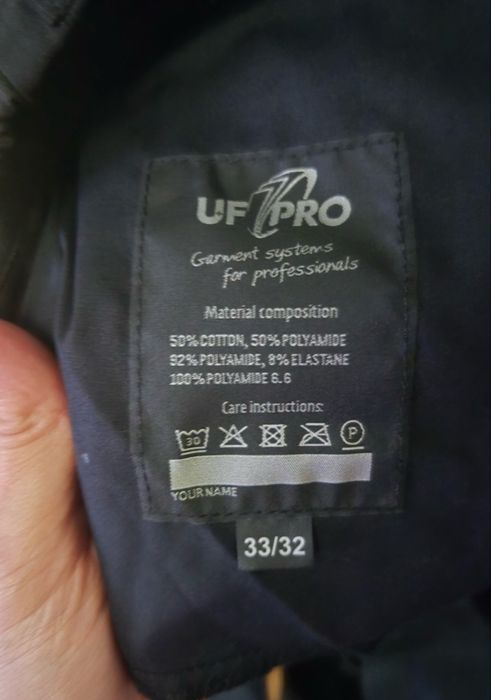 UF PRO
Garment systems
for professionals
Material composition
50% COTTON, 50% POLYAMIDE
92% POLYAMIDE, 8% ELASTANE
100% POLYAMIDE 6.6
Care instructions:
30 P
YOUR NAME
33/32